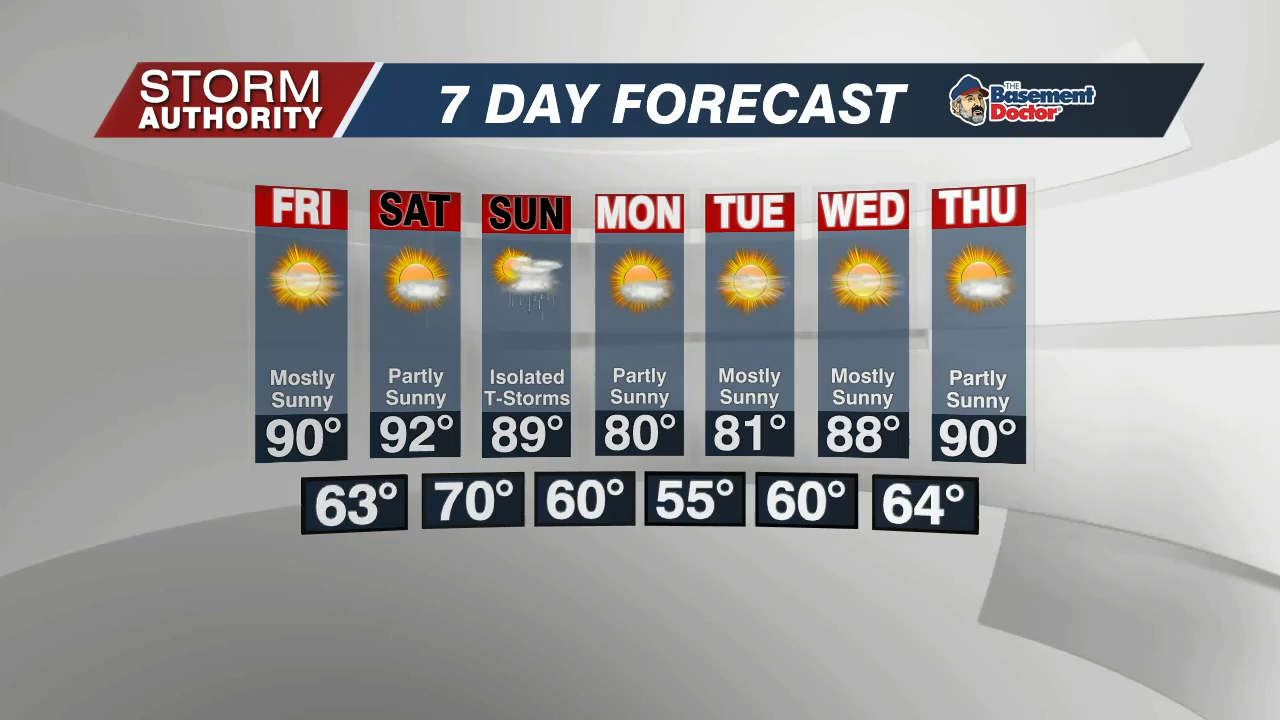 STORM
AUTHORITY
7 DAY FORECAST
THE
Basement
Doctor
FRI SAT SUN MON TUE WED THU
Mostly Partly Isolated Partly Mostly Mostly Partly
Sunny Sunny T-Storms Sunny Sunny Sunny Sunny
90° 92° 89° 80° 81° 88° 90°
63° 70° 60° 55° 60° 64°